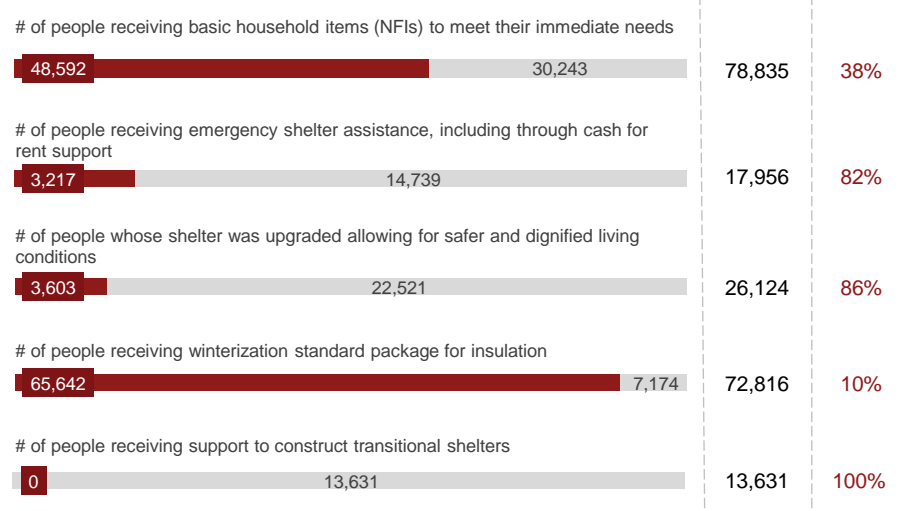 # of people receiving basic household items (NFIs) to meet their immediate needs
48,592 30,243 78,835 38%
# of people receiving emergency shelter assistance, including through cash for
rent support
3,217 14,739 17,956 82%
# of people whose shelter was upgraded allowing for safer and dignified living
conditions
3,603 22,521 26,124 86%
# of people receiving winterization standard package for insulation
65,642 7,174 72,816 10%
# of people receiving support to construct transitional shelters
0 13,631 13,631 100%